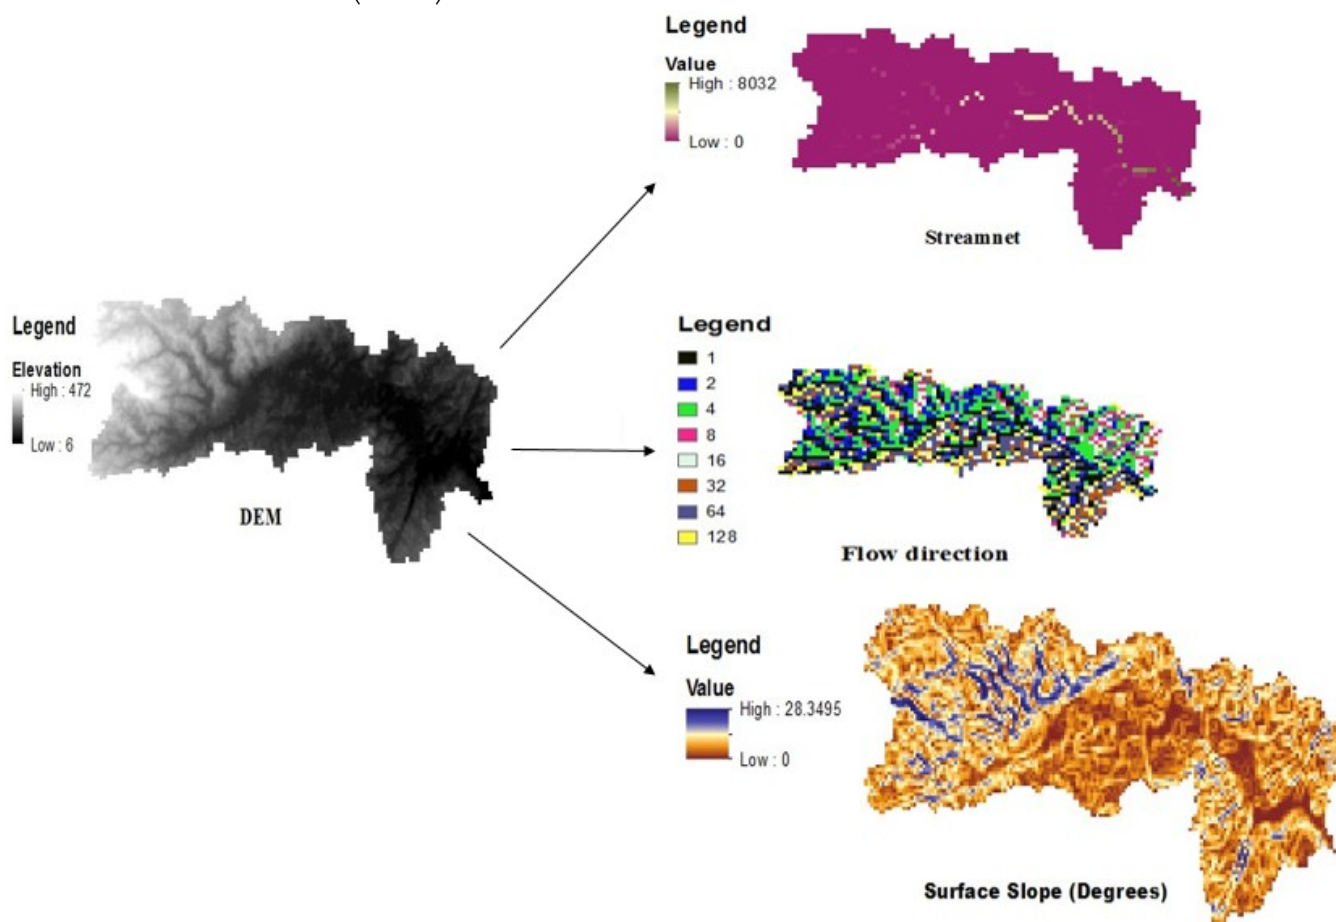 Legend
Value
High : 8032
Low : 0
Streamnet
Legend
Elevation
High : 472
Low : 6
DEM
Legend
1
2
4
8
16
32
64
128
Flow direction
Legend
Value
High : 28.3495
Low : 0
Surface Slope (Degrees)